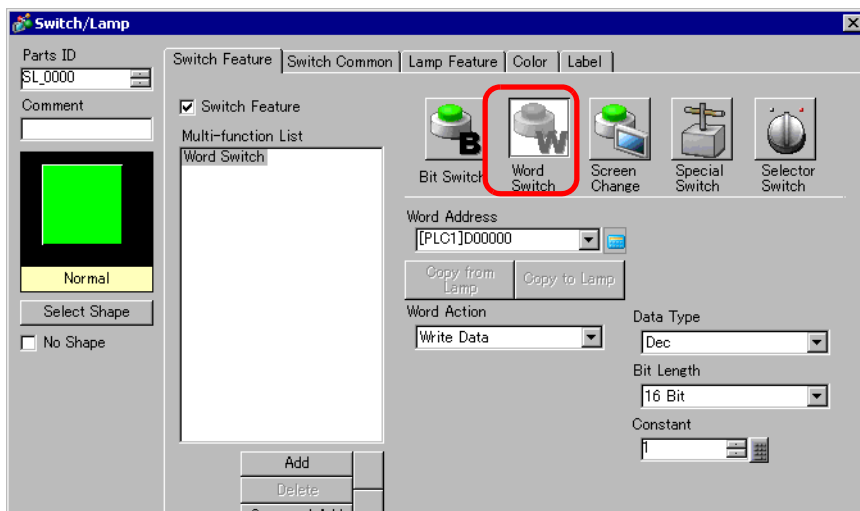 Switch/Lamp
Parts ID
SL_0000
Comment
Normal
Select Shape
No Shape
Switch Feature
Switch Common
Lamp Feature
Color
Label
Switch Feature
Multi-function List
Word Switch
Add
Delete
B
Bit Switch
W
Word
Switch
Screen
Change
Special
Switch
Selector
Switch
Word Address
[PLC1]D00000
Copy from
Lamp
Copy to Lamp
Word Action
Write Data
Data Type
Dec
Bit Length
16 Bit
Constant
1